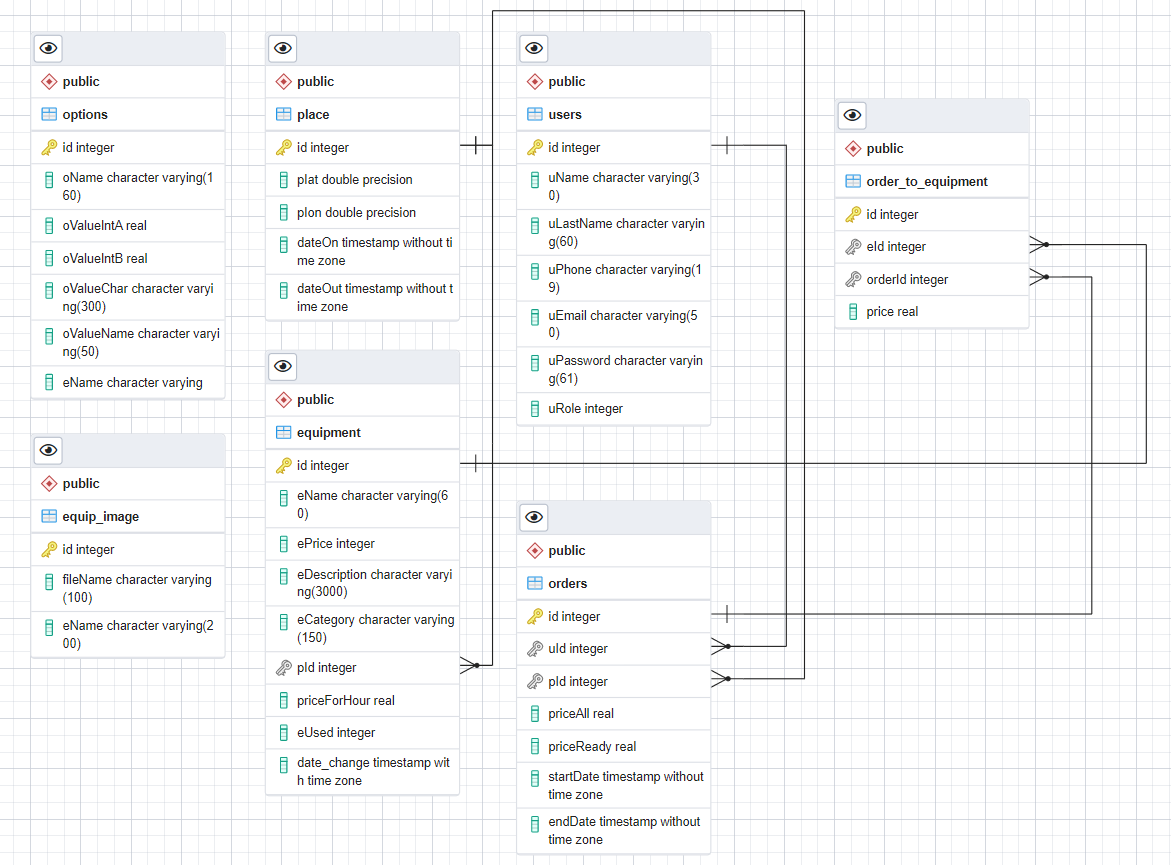 public
options
id integer
oName character varying(1
60)
oValueIntA real
oValueIntB real
oValueChar character varyi
ng(300)
oValueName character varyi
ng(50)
eName character varying
public
equip_image
id integer
fileName character varying
(100)
eName character varying(2
00)
public
place
id integer
plat double precision
plon double precision
dateOn timestamp without ti
me zone
dateOut timestamp without t
ime zone
public
equipment
id integer
eName character varying(6
0)
ePrice integer
eDescription character varyi
ng(3000)
eCategory character varying
(150)
pId integer
priceForHour real
eUsed integer
date_change timestamp wit
h time zone
public
users
id integer
uName character varying(3
0)
uLastName character varyin
g(60)
uPhone character varying(1
9)
uEmail character varying(5
0)
uPassword character varyin
g(61)
uRole integer
public
orders
id integer
uId integer
pId integer
priceAll real
priceReady real
startDate timestamp without
time zone
endDate timestamp without
time zone
public
order_to_equipment
id integer
eId integer
orderId integer
price real